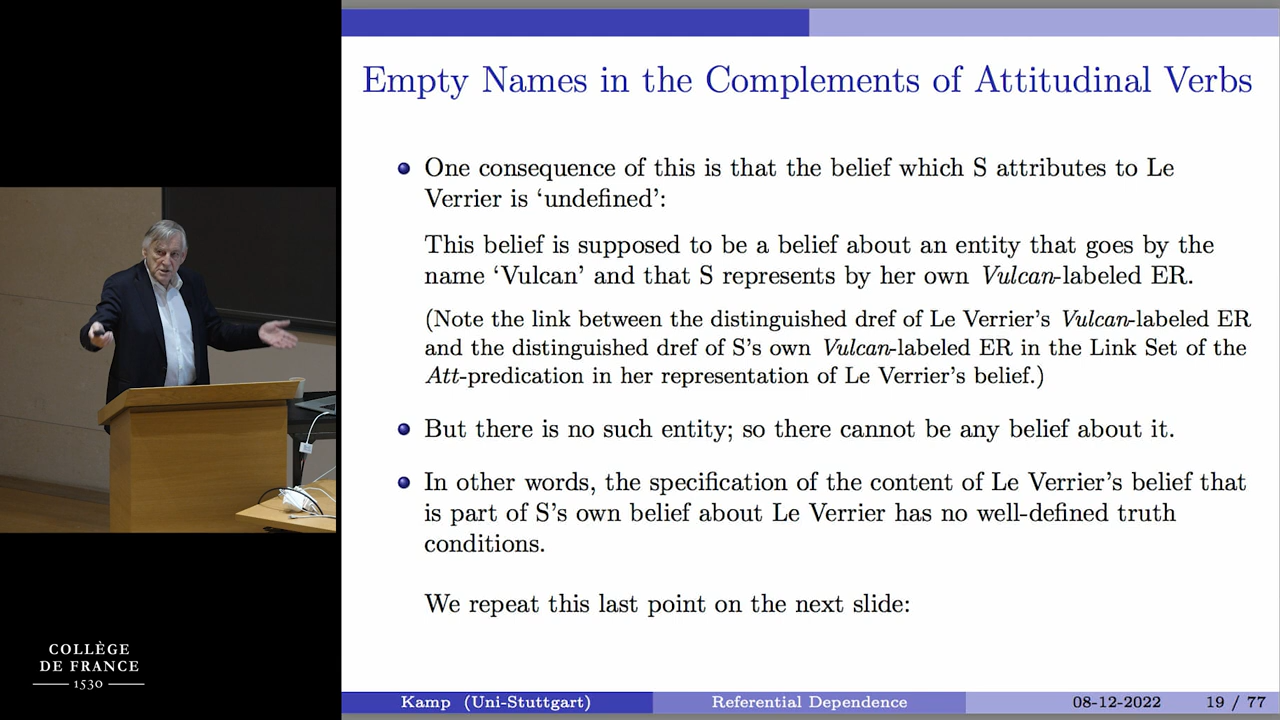 Empty Names in the Complements of Attitudinal Verbs
One consequence of this is that the belief which S attributes to Le
Verrier is ‘undefined’:
This belief is supposed to be a belief about an entity that goes by the
name ‘Vulcan’ and that S represents by her own Vulcan-labeled ER.
(Note the link between the distinguished dref of Le Verrier’s Vulcan-labeled ER
and the distinguished dref of S’s own Vulcan-labeled ER in the Link Set of the
Att-predication in her representation of Le Verrier’s belief.)
But there is no such entity; so there cannot be any belief about it.
In other words, the specification of the content of Le Verrier’s belief that
is part of S’s own belief about Le Verrier has no well-defined truth
conditions.
We repeat this last point on the next slide:
COLLÈGE
DE FRANCE
1530
Kamp (Uni-Stuttgart) Referential Dependence 08-12-2022 19 / 77